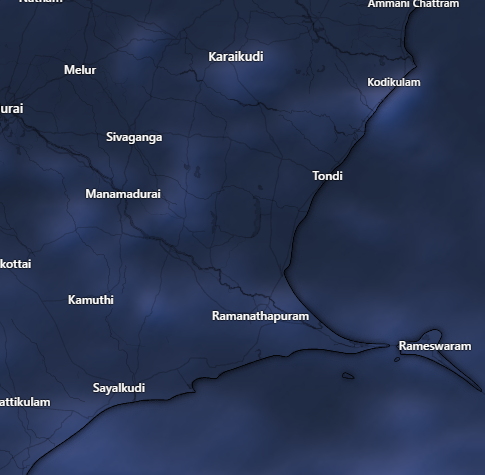 Ammani Chattram
Karaikudi
Melur
Kodikulam
urai
Sivaganga
Tondi
Manamadurai
kottai
Kamuthi
Ramanathapuram
Rameswaram
Sayalkudi
attikulam